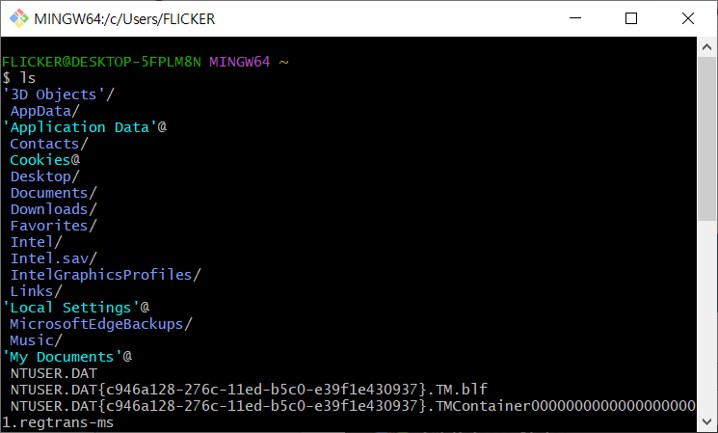 MINGW64:/c/Users/FLICKER
FLICKER@DESKTOP-5FPLM8N MINGW64 ~
$ ls
'3D Objects'/
AppData/
'Application Data'@
Contacts/
Cookies@
Desktop/
Documents/
Downloads/
Favorites/
Intel/
Intel.sav/
IntelGraphicsProfiles/
Links/
'Local Settings'@
MicrosoftEdgeBackups/
Music/
'My Documents'@
NTUSER.DAT
NTUSER.DAT{c946a128-276c-11ed-b5c0-e39f1e430937}.TM.blf
NTUSER.DAT{c946a128-276c-11ed-b5c0-e39f1e430937}.TMContainer0000000000000000000
1.regtrans-ms